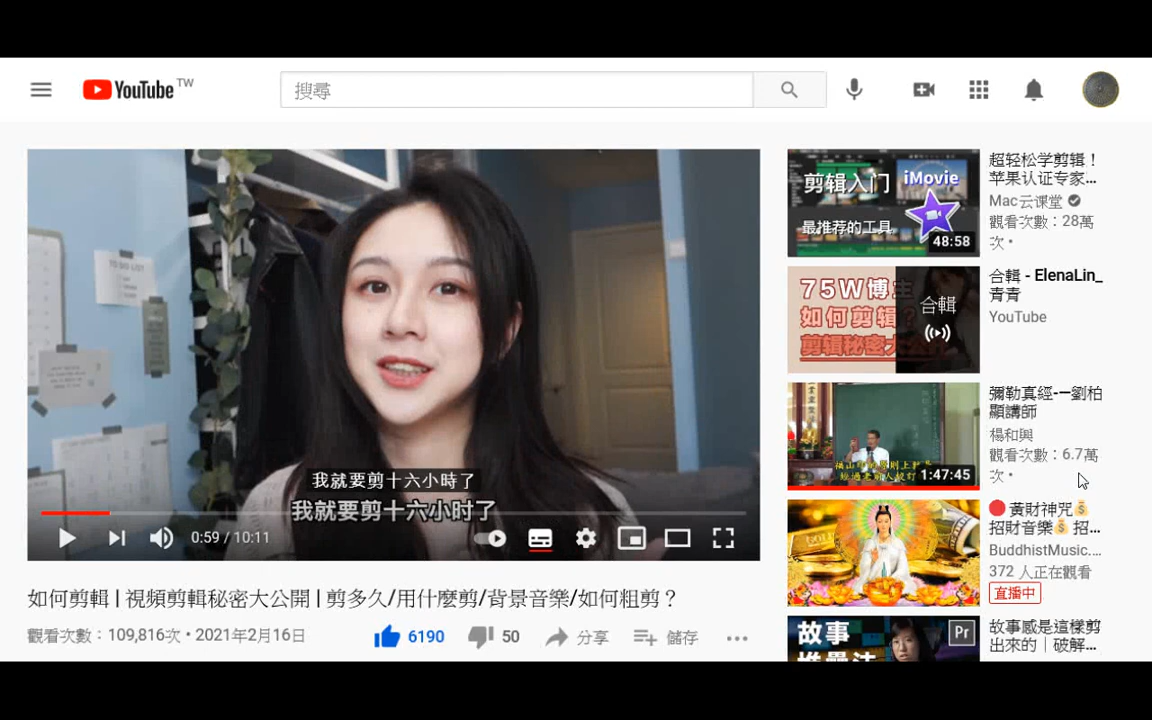 YouTube TW
搜尋
TO DO LIST
我就要剪十六小時了
我就要剪十六小时了
0:59 / 10:11
如何剪輯 | 視頻剪輯秘密大公開 | 剪多久/用什麼剪/背景音樂/如何粗剪？
觀看次數：109,816次 • 2021年2月16日
6190
50
分享
儲存
剪辑入门 iMovie
最推荐的工具
48:58
超轻松学剪辑！
苹果认证专家...
Mac云课堂
觀看次數：28萬
次 •
75W博主
如何剪辑？
剪辑秘密大
合輯
合輯 - ElenaLin_
青青
YouTube
1:47:45
彌勒真經-一劉柏
顯講師
楊和興
觀看次數：6.7萬
次 •
黃財神咒
招財音樂 招...
BuddhistMusic....
372 人正在觀看
直播中
故事
Pr
故事感是這樣剪
出來的｜破解...